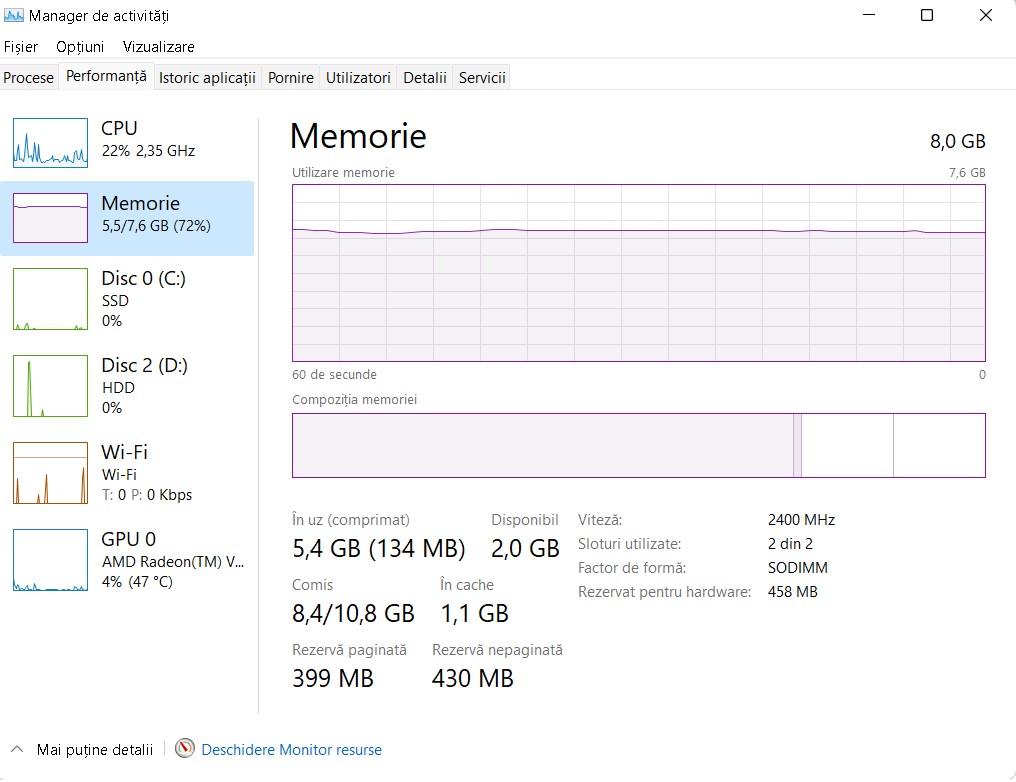 Manager de activități
Fișier Opțiuni Vizualizare
Procese Performanță Istoric aplicații Pornire Utilizatori Detalii Servicii
CPU
22% 2,35 GHz
Memorie
5,5/7,6 GB (72%)
Disc 0 (C:)
SSD
0%
Disc 2 (D:)
HDD
0%
Wi-Fi
Wi-Fi
T: 0 P: 0 Kbps
GPU 0
AMD Radeon(TM) V...
4% (47 °C)
Memorie 8,0 GB
Utilizare memorie 7,6 GB
60 de secunde 0
Compoziția memoriei
În uz (comprimat) Disponibil
5,4 GB (134 MB) 2,0 GB
Comis În cache
8,4/10,8 GB 1,1 GB
Rezervă paginată Rezervă nepaginată
399 MB 430 MB
Viteză: 2400 MHz
Sloturi utilizate: 2 din 2
Factor de formă: SODIMM
Rezervat pentru hardware: 458 MB
Mai puține detalii Deschidere Monitor resurse